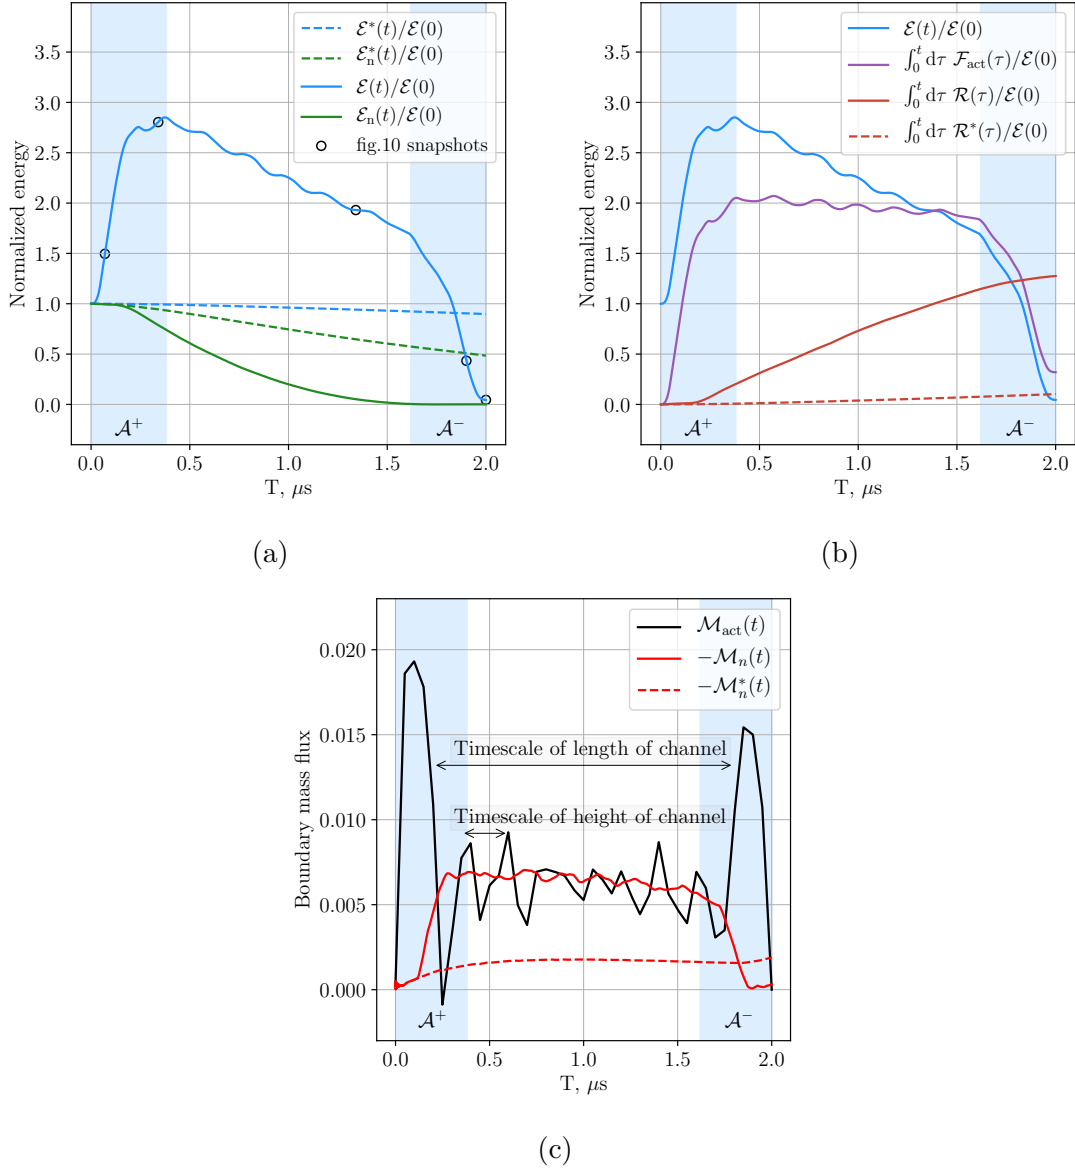 3.5
3.0
2.5
2.0
1.5
1.0
0.5
0.0
Normalized energy
ℰ*(t)/ℰ(0)
ℰₙ*(t)/ℰ(0)
ℰ(t)/ℰ(0)
ℰₙ(t)/ℰ(0)
fig.10 snapshots
𝒜⁺
𝒜⁻
0.0 0.5 1.0 1.5 2.0
T, μs
(a)
3.5
3.0
2.5
2.0
1.5
1.0
0.5
0.0
Normalized energy
ℰ(t)/ℰ(0)
∫₀ᵗ dτ ℱ_act(τ)/ℰ(0)
∫₀ᵗ dτ ℛ(τ)/ℰ(0)
∫₀ᵗ dτ ℛ*(τ)/ℰ(0)
𝒜⁺
𝒜⁻
0.0 0.5 1.0 1.5 2.0
T, μs
(b)
0.020
0.015
0.010
0.005
0.000
Boundary mass flux
ℳ_act(t)
−ℳₙ(t)
−ℳₙ*(t)
Timescale of length of channel
Timescale of height of channel
𝒜⁺
𝒜⁻
0.0 0.5 1.0 1.5 2.0
T, μs
(c)